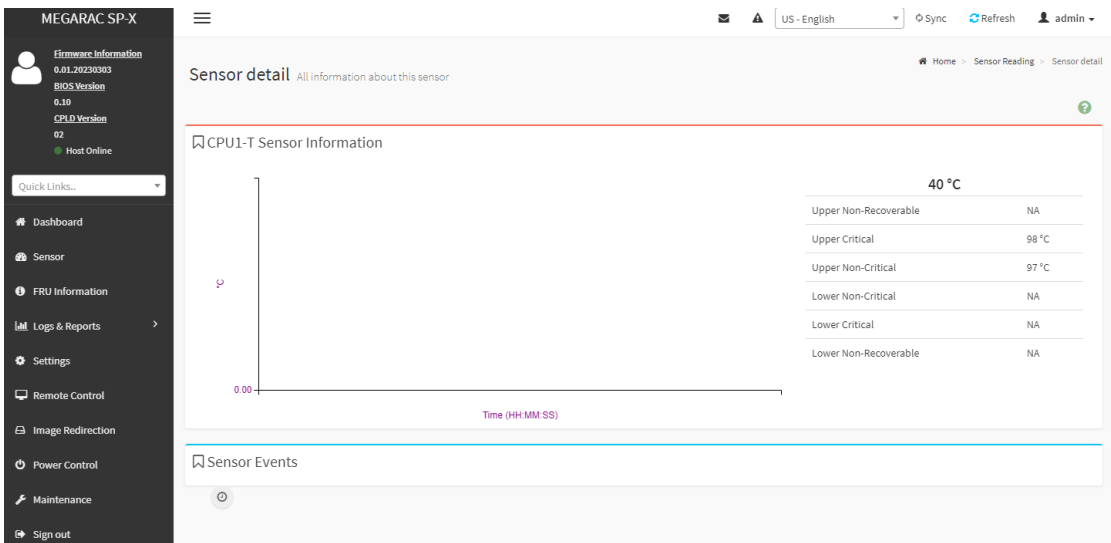 MEGARAC SP-X
Firmware Information
0.01.20230303
BIOS Version
0.10
CPLD Version
02
Host Online
Quick Links..
Dashboard
Sensor
FRU Information
Logs & Reports
Settings
Remote Control
Image Redirection
Power Control
Maintenance
Sign out
US - English
Sync
Refresh
admin
Sensor detail All information about this sensor
Home > Sensor Reading > Sensor detail
CPU1-T Sensor Information
°C
0.00
Time (HH:MM:SS)
40 °C
Upper Non-Recoverable NA
Upper Critical 98 °C
Upper Non-Critical 97 °C
Lower Non-Critical NA
Lower Critical NA
Lower Non-Recoverable NA
Sensor Events